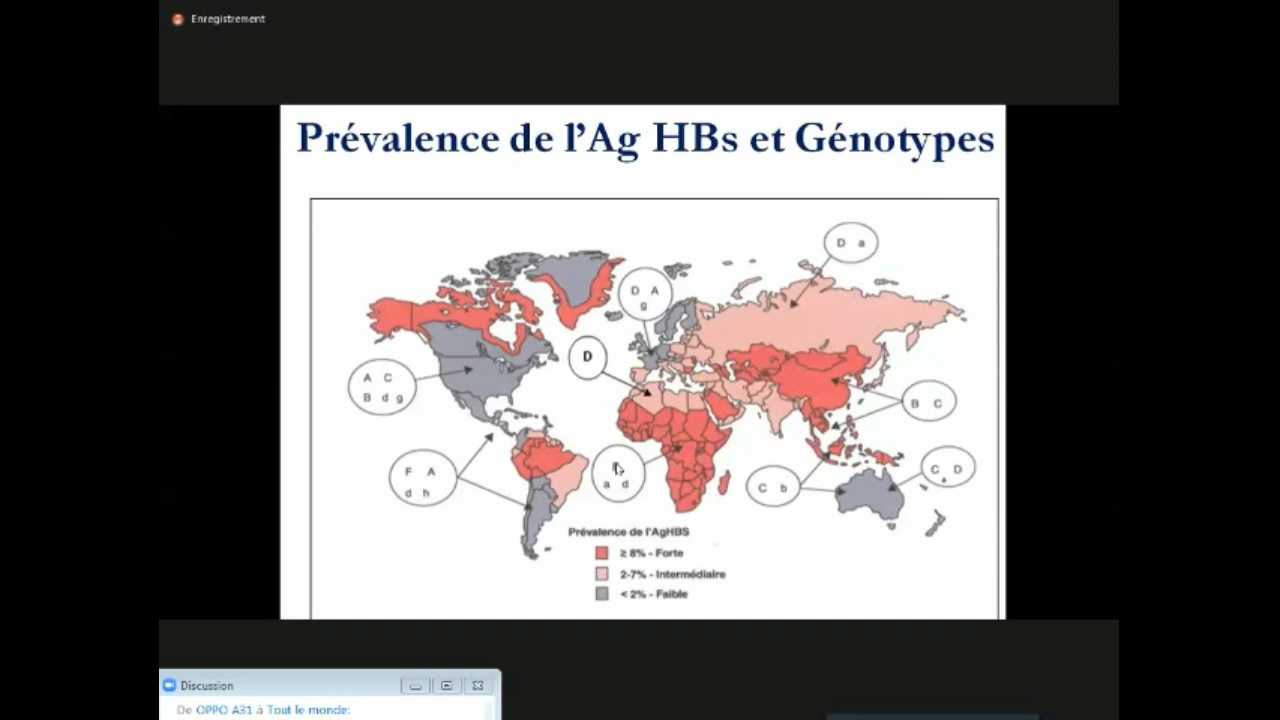 Enregistrement
Prévalence de l’Ag HBs et Génotypes
D a
D A
g
D
A C
B d g
B C
F A
d h
a d
C b
C D
a
Prévalence de l'AgHBS
≥ 8% - Forte
2-7% - Intermédiaire
< 2% - Faible
Discussion
De OPPO A31 à Tout le monde: